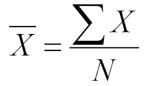 X̄ = ∑X / N